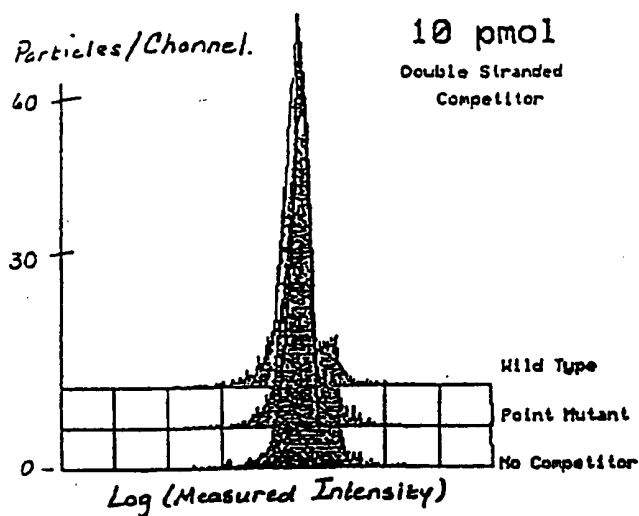 Particles/Channel.
10 pmol
Double Stranded
Competitor
60
30
0
Wild Type
Point Mutant
No Competitor
Log (Measured Intensity)